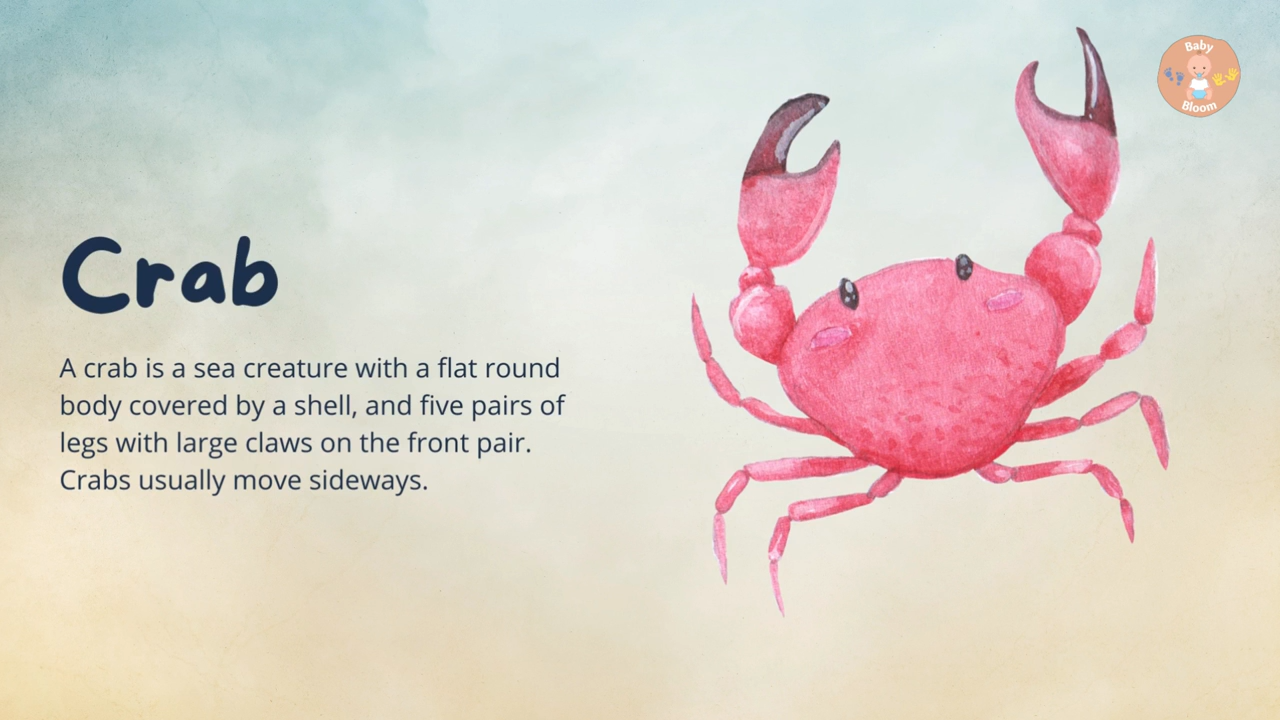 Baby
Bloom
Crab
A crab is a sea creature with a flat round
body covered by a shell, and five pairs of
legs with large claws on the front pair.
Crabs usually move sideways.